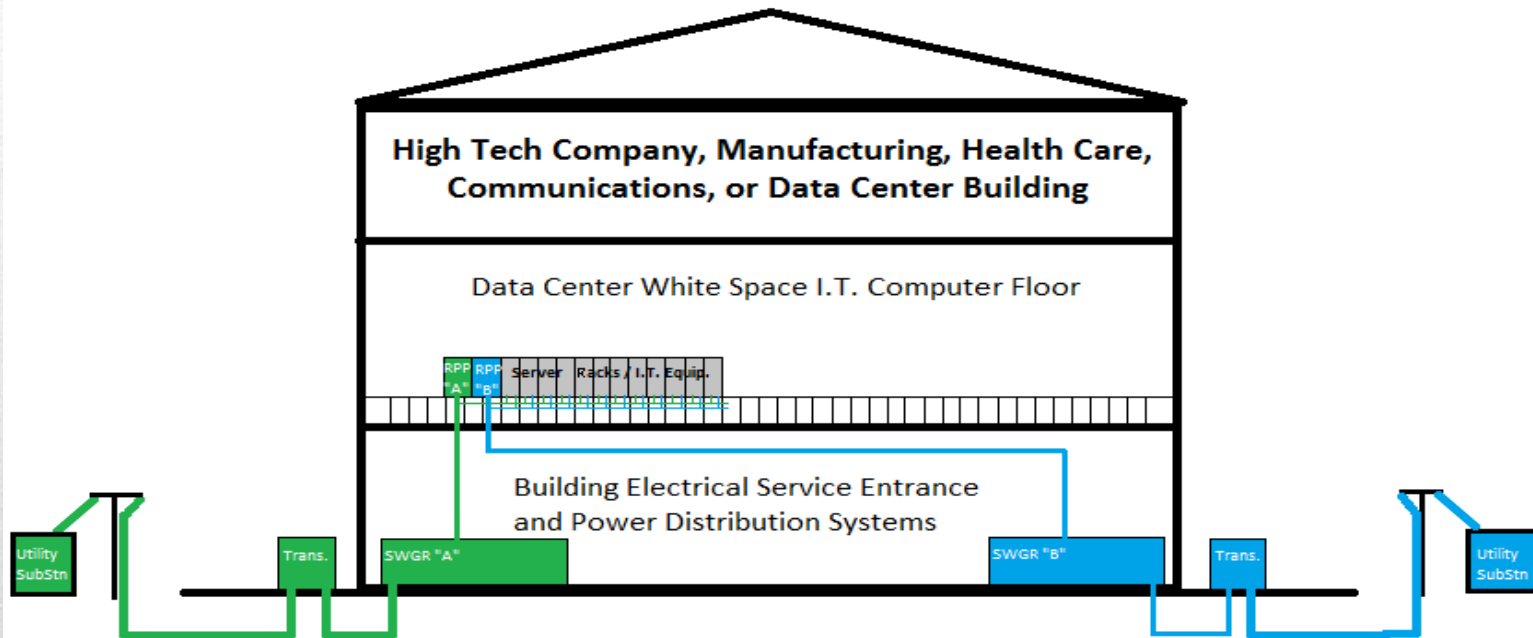 High Tech Company, Manufacturing, Health Care,
Communications, or Data Center Building
Data Center White Space I.T. Computer Floor
RPP
"A"
RPP
"B"
Server Racks / I.T. Equip.
Building Electrical Service Entrance
and Power Distribution Systems
Utility
SubStn
Trans.
SWGR "A"
SWGR "B"
Trans.
Utility
SubStn